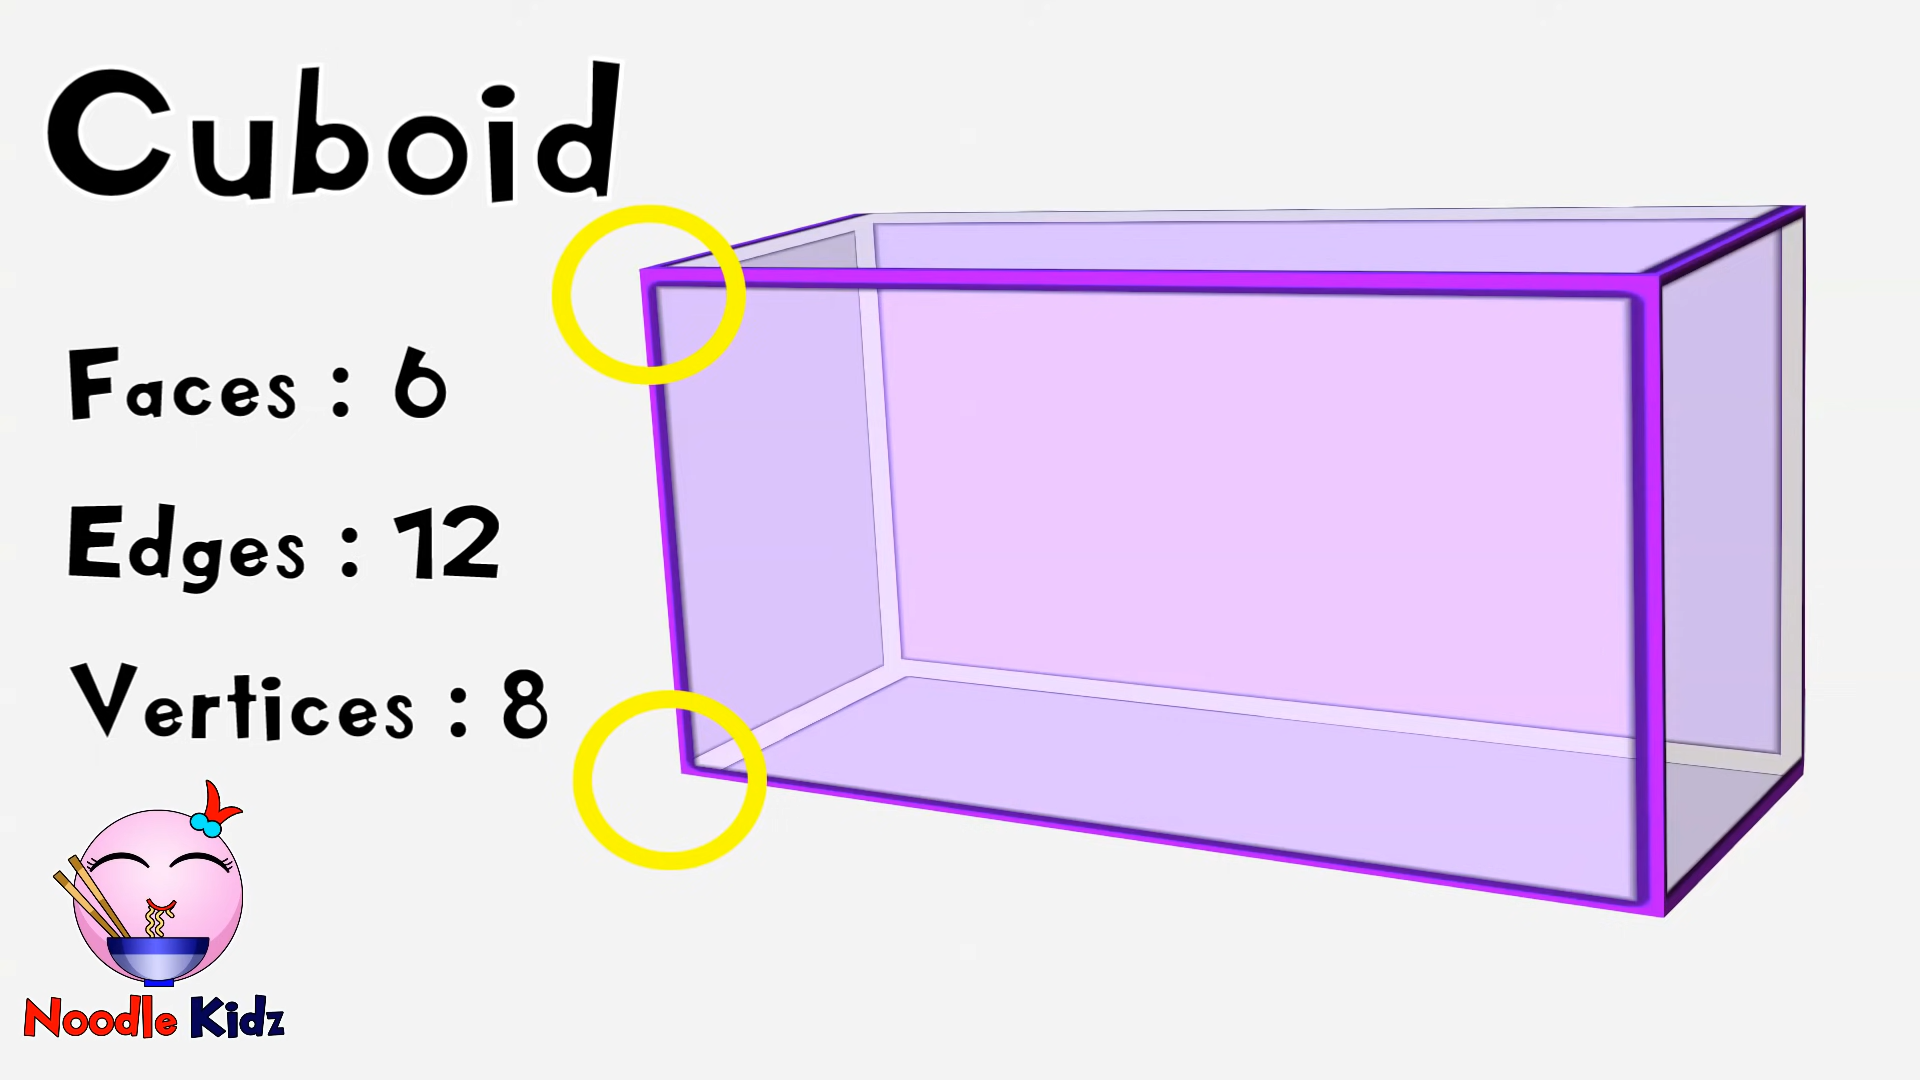 Cuboid
Faces : 6
Edges : 12
Vertices : 8
Noodle Kidz